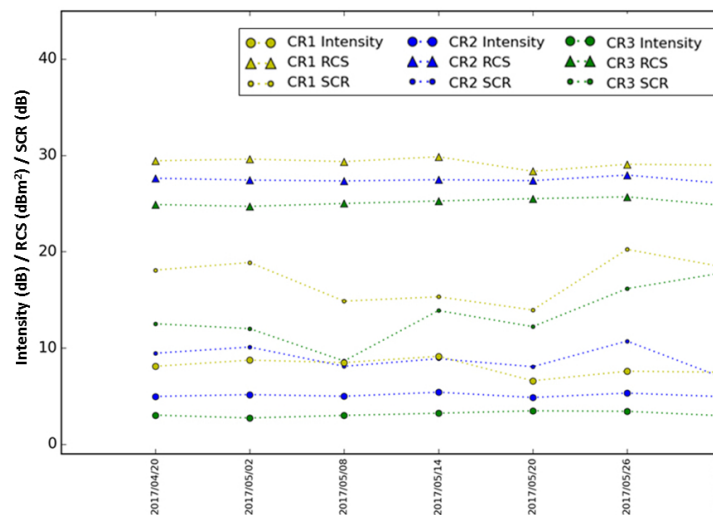 40
30
20
10
0
Intensity (dB) / RCS (dBm²) / SCR (dB)
CR1 Intensity
CR1 RCS
CR1 SCR
CR2 Intensity
CR2 RCS
CR2 SCR
CR3 Intensity
CR3 RCS
CR3 SCR
2017/04/20
2017/05/02
2017/05/08
2017/05/14
2017/05/20
2017/05/26